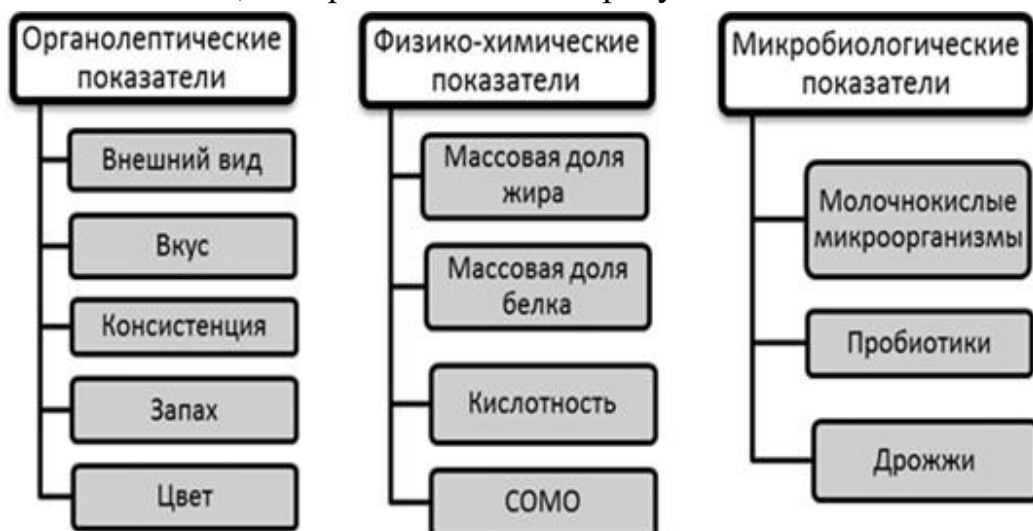 Органолептические
показатели
Внешний вид
Вкус
Консистенция
Запах
Цвет
Физико-химические
показатели
Массовая доля
жира
Массовая доля
белка
Кислотность
СОМО
Микробиологические
показатели
Молочнокислые
микроорганизмы
Пробиотики
Дрожжи